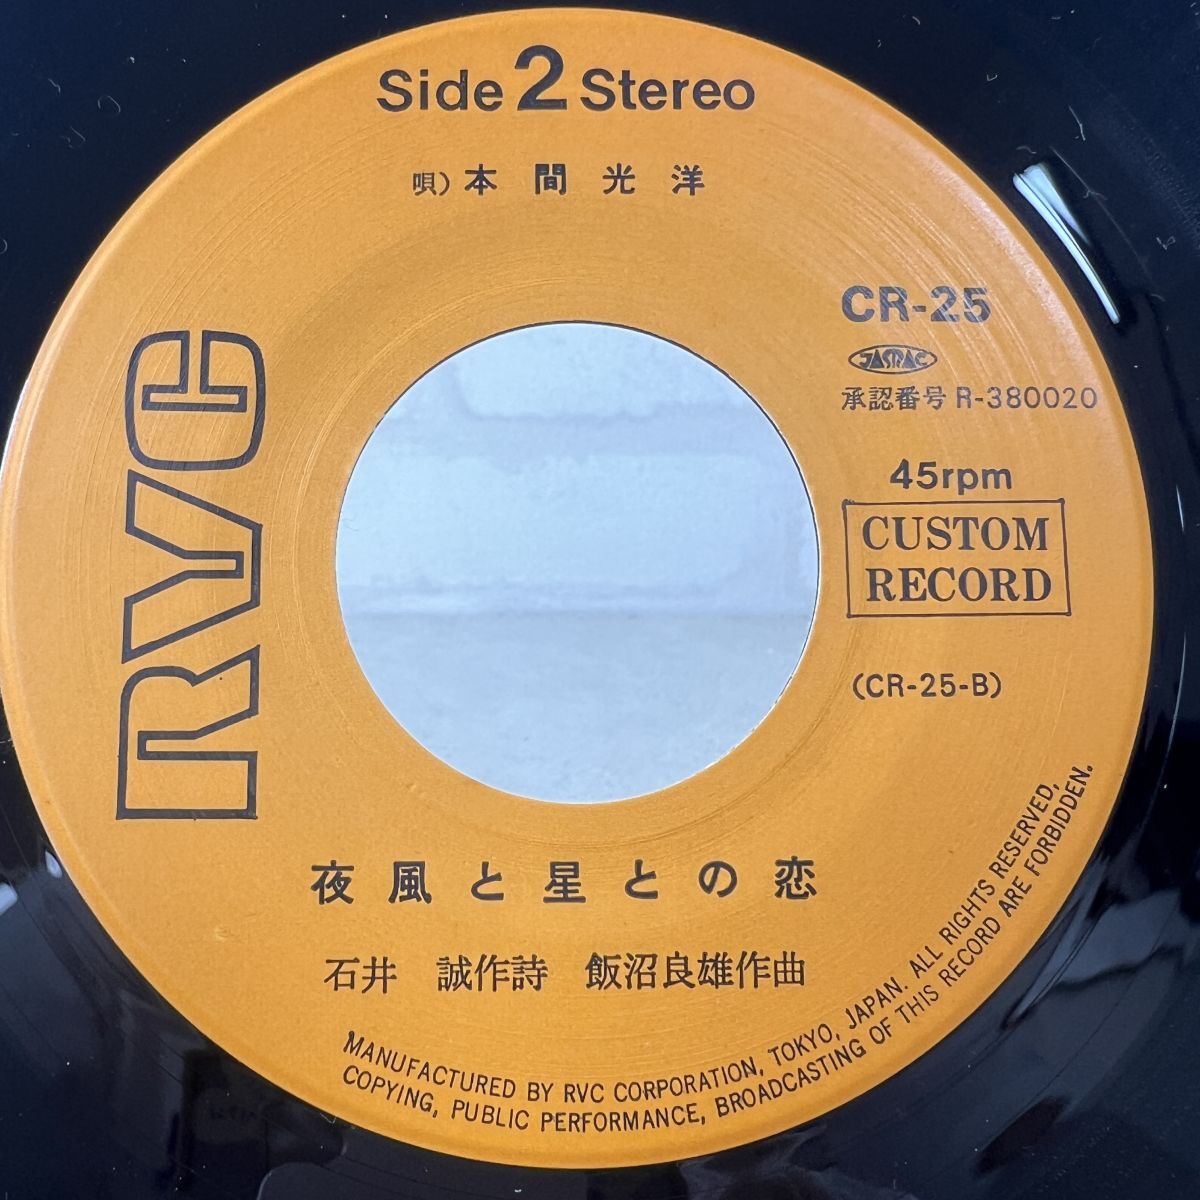 Side 2 Stereo
唄）本間光洋
CR-25
JASRAC
承認番号 R-380020
45rpm
CUSTOM
RECORD
(CR-25-B)
RVC
夜風と星との恋
石井　誠作詩　飯沼良雄作曲
MANUFACTURED BY RVC CORPORATION, TOKYO, JAPAN. ALL RIGHTS RESERVED,
COPYING, PUBLIC PERFORMANCE, BROADCASTING OF THIS RECORD ARE FORBIDDEN.